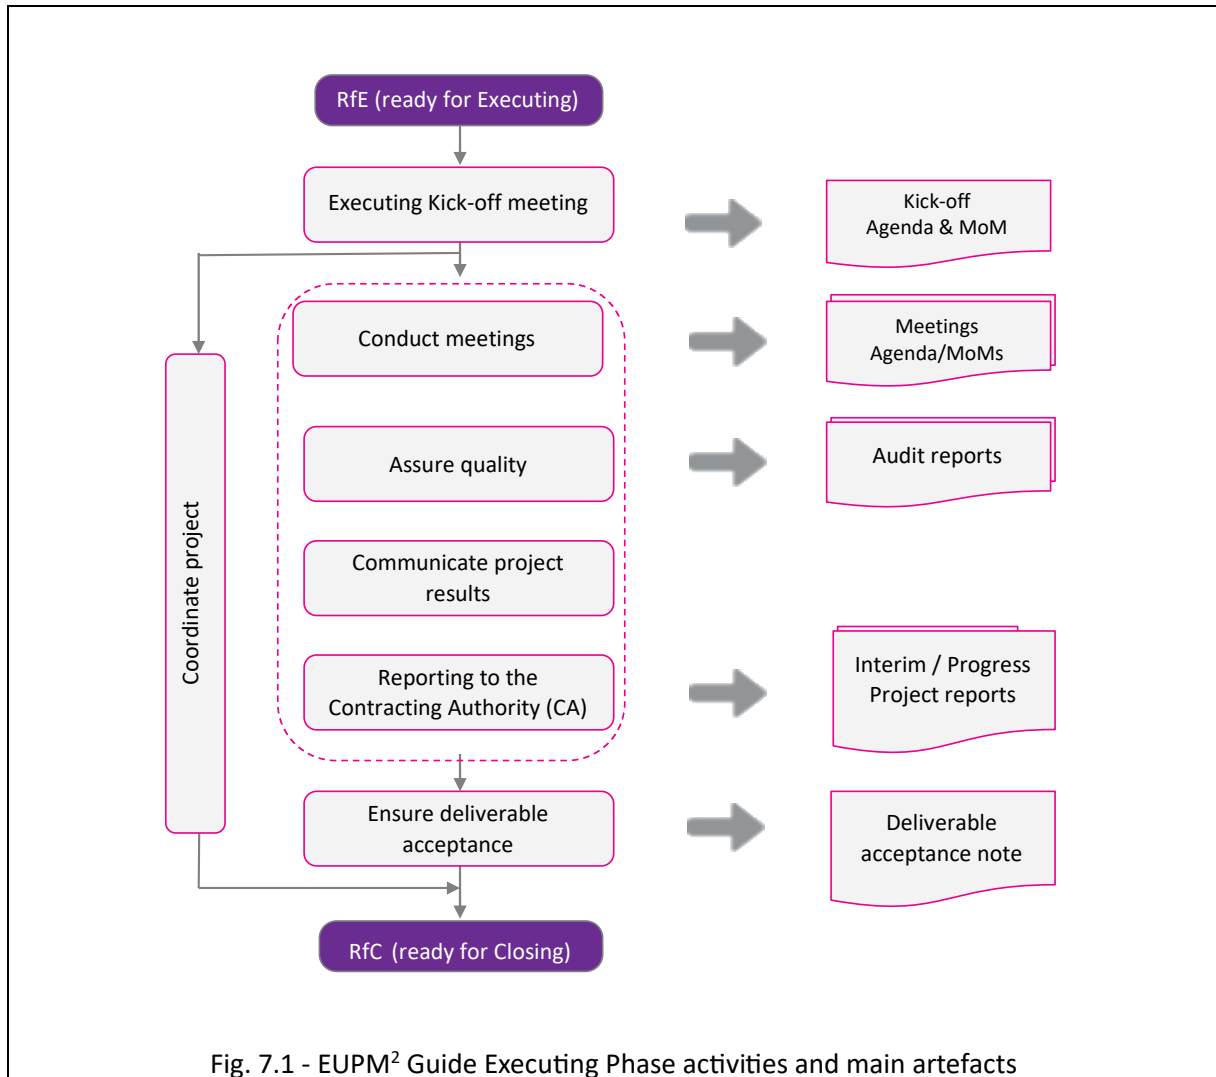 RfE (ready for Executing)
Executing Kick-off meeting
Kick-off
Agenda & MoM
Conduct meetings
Meetings
Agenda/MoMs
Assure quality
Audit reports
Coordinate project
Communicate project
results
Reporting to the
Contracting Authority (CA)
Interim / Progress
Project reports
Ensure deliverable
acceptance
Deliverable
acceptance note
RfC (ready for Closing)
Fig. 7.1 - EUPM² Guide Executing Phase activities and main artefacts